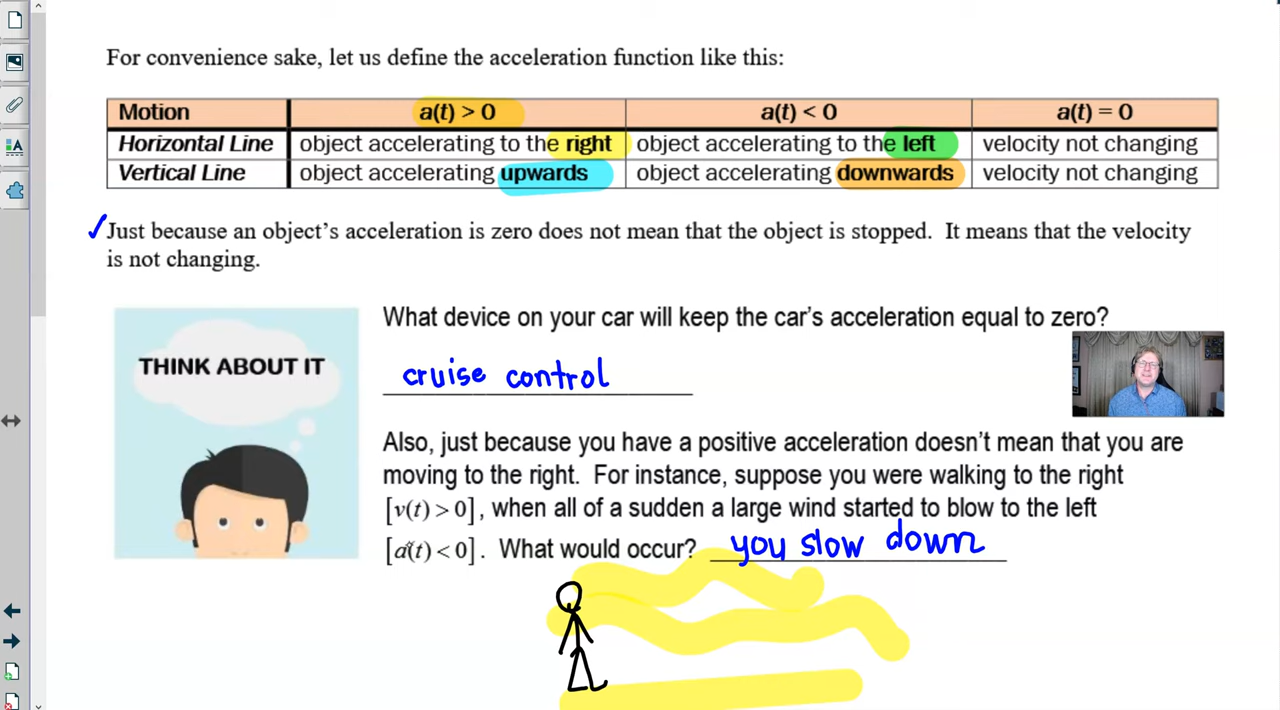 For convenience sake, let us define the acceleration function like this:
Motion a(t) > 0 a(t) < 0 a(t) = 0
Horizontal Line object accelerating to the right object accelerating to the left velocity not changing
Vertical Line object accelerating upwards object accelerating downwards velocity not changing
✓Just because an object's acceleration is zero does not mean that the object is stopped. It means that the velocity
is not changing.
THINK ABOUT IT
What device on your car will keep the car's acceleration equal to zero?
cruise control
Also, just because you have a positive acceleration doesn't mean that you are
moving to the right. For instance, suppose you were walking to the right
[v(t) > 0], when all of a sudden a large wind started to blow to the left
[a(t) < 0]. What would occur? you slow down